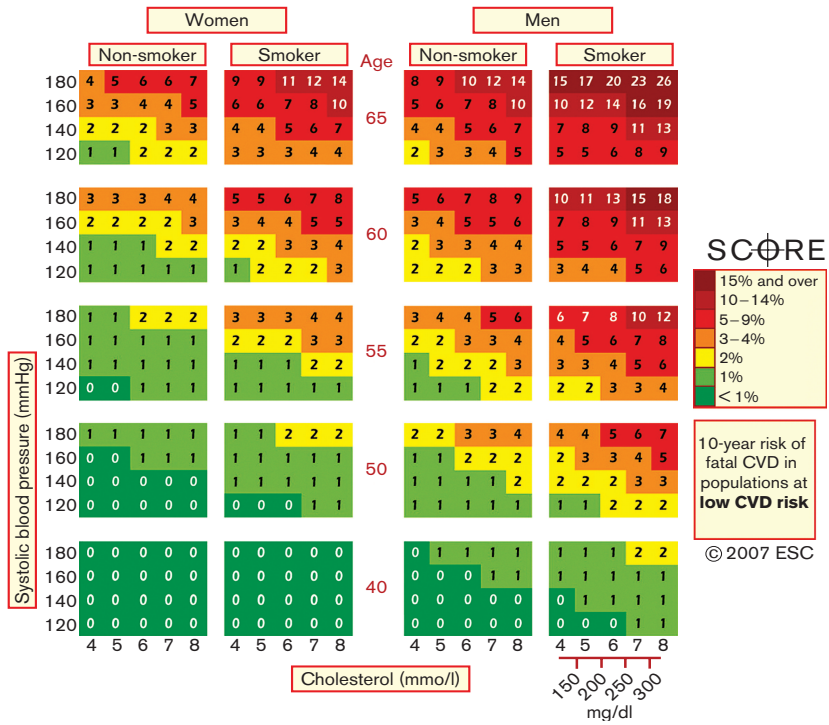 Women Men
Non-smoker Smoker Age Non-smoker Smoker
180 4 5 6 6 7 9 9 11 12 14 8 9 10 12 14 15 17 20 23 26
160 3 3 4 4 5 6 6 7 8 10 5 6 7 8 10 10 12 14 16 19
65
140 2 2 2 3 3 4 4 5 6 7 4 4 5 6 7 7 8 9 11 13
120 1 1 2 2 2 3 3 3 4 4 2 3 3 4 5 5 5 6 8 9
180 3 3 3 4 4 5 5 6 7 8 5 6 7 8 9 10 11 13 15 18
160 2 2 2 2 3 3 4 4 5 5 3 4 5 5 6 7 8 9 11 13
60
140 1 1 1 2 2 2 2 3 3 4 2 3 3 4 4 5 5 6 7 9
120 1 1 1 1 1 1 2 2 2 3 2 2 2 3 3 3 4 4 5 6
180 1 1 2 2 2 3 3 3 4 4 3 4 4 5 6 6 7 8 10 12
160 1 1 1 1 1 2 2 2 3 3 2 2 3 3 4 4 5 6 7 8
55
140 1 1 1 1 1 1 1 1 2 2 1 2 2 2 3 3 3 4 5 6
120 0 0 1 1 1 1 1 1 1 1 1 1 1 2 2 2 2 3 3 4
180 1 1 1 1 1 1 1 2 2 2 2 2 3 3 4 4 4 5 6 7
160 0 0 1 1 1 1 1 1 1 1 1 1 2 2 2 2 3 3 4 5
50
140 0 0 0 0 0 1 1 1 1 1 1 1 1 1 2 2 2 2 3 3
120 0 0 0 0 0 0 0 0 1 1 1 1 1 1 1 1 1 2 2 2
180 0 0 0 0 0 0 0 0 0 0 0 1 1 1 1 1 1 1 2 2
160 0 0 0 0 0 0 0 0 0 0 0 0 0 1 1 1 1 1 1 1
40
140 0 0 0 0 0 0 0 0 0 0 0 0 0 0 0 0 1 1 1 1
120 0 0 0 0 0 0 0 0 0 0 0 0 0 0 0 0 0 0 1 1
4 5 6 7 8 4 5 6 7 8 4 5 6 7 8 4 5 6 7 8
Systolic blood pressure (mmHg)
Cholesterol (mmo/l)
150 200 250 300
mg/dl
SCORE
15% and over
10–14%
5–9%
3–4%
2%
1%
< 1%
10-year risk of
fatal CVD in
populations at
low CVD risk
© 2007 ESC